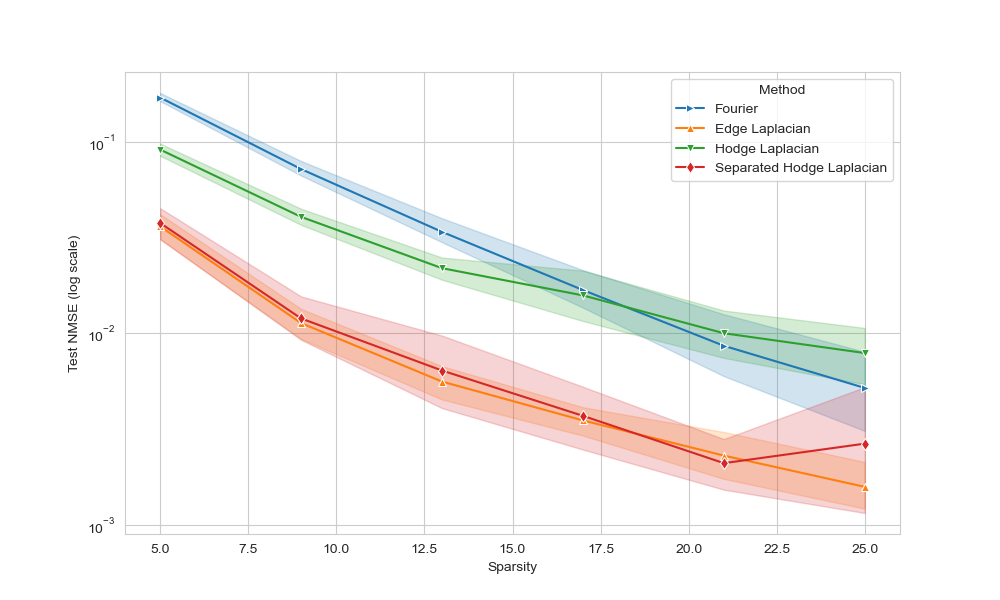 Method
Fourier
Edge Laplacian
Hodge Laplacian
Separated Hodge Laplacian
Test NMSE (log scale)
10⁻¹
10⁻²
10⁻³
5.0 7.5 10.0 12.5 15.0 17.5 20.0 22.5 25.0
Sparsity